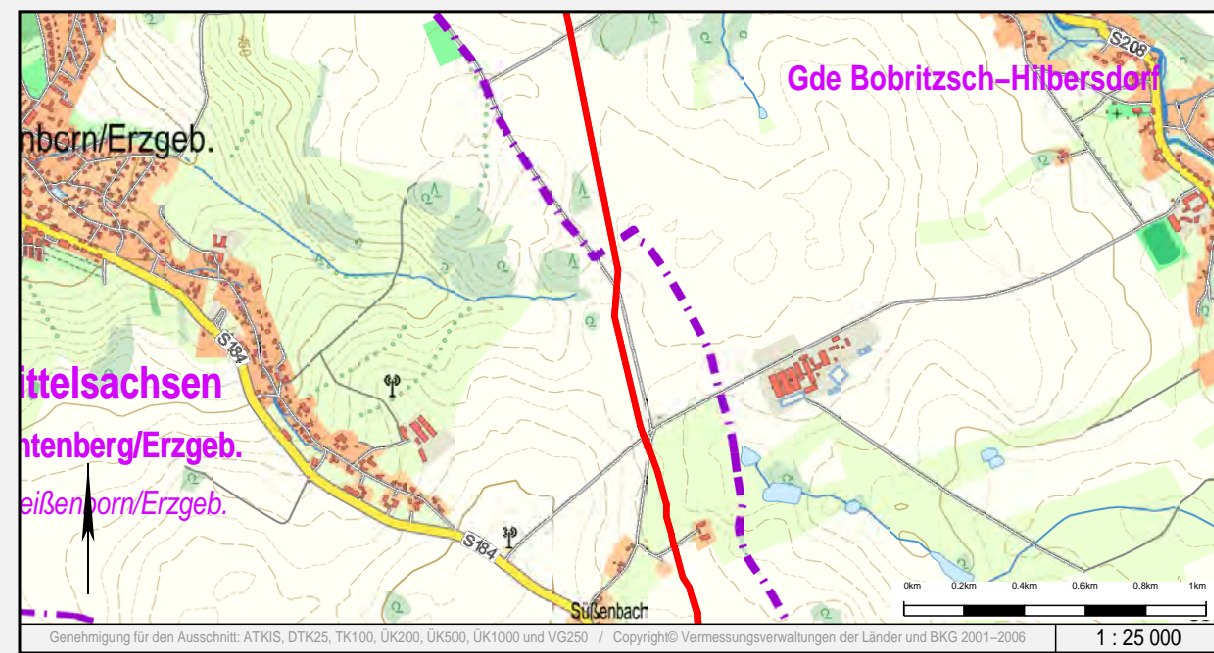 450
S208
Gde Bobritzsch–Hilbersdorf
nborn/Erzgeb.
S184
ittelsachsen
ntenberg/Erzgeb.
eißenborn/Erzgeb.
S184
Süßenbach
0km 0.2km 0.4km 0.6km 0.8km 1km
Genehmigung für den Ausschnitt: ATKIS, DTK25, TK100, ÜK200, ÜK500, ÜK1000 und VG250 / Copyright© Vermessungsverwaltungen der Länder und BKG 2001–2006
1 : 25 000